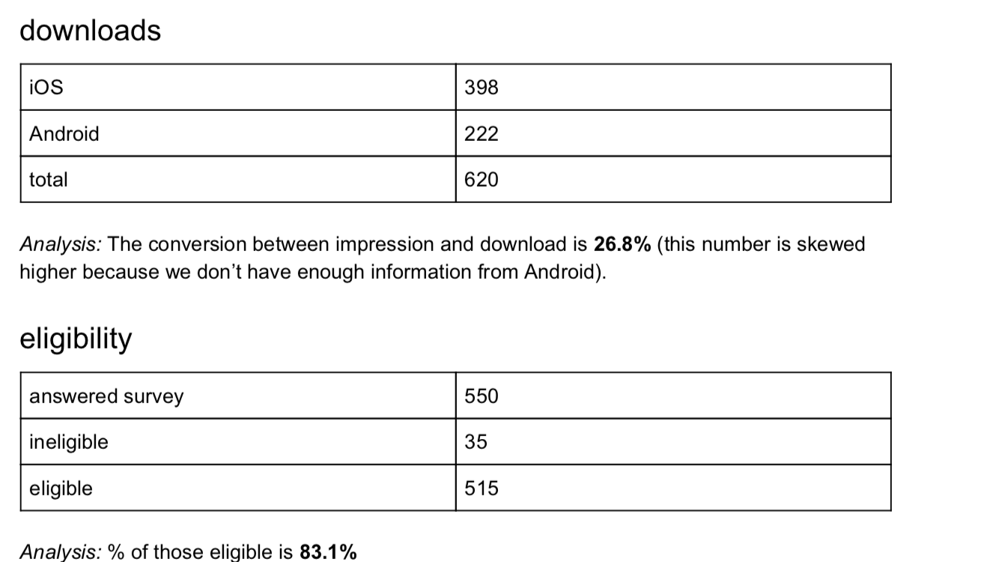 downloads
iOS 398
Android 222
total 620
Analysis: The conversion between impression and download is 26.8% (this number is skewed
higher because we don’t have enough information from Android).
eligibility
answered survey 550
ineligible 35
eligible 515
Analysis: % of those eligible is 83.1%